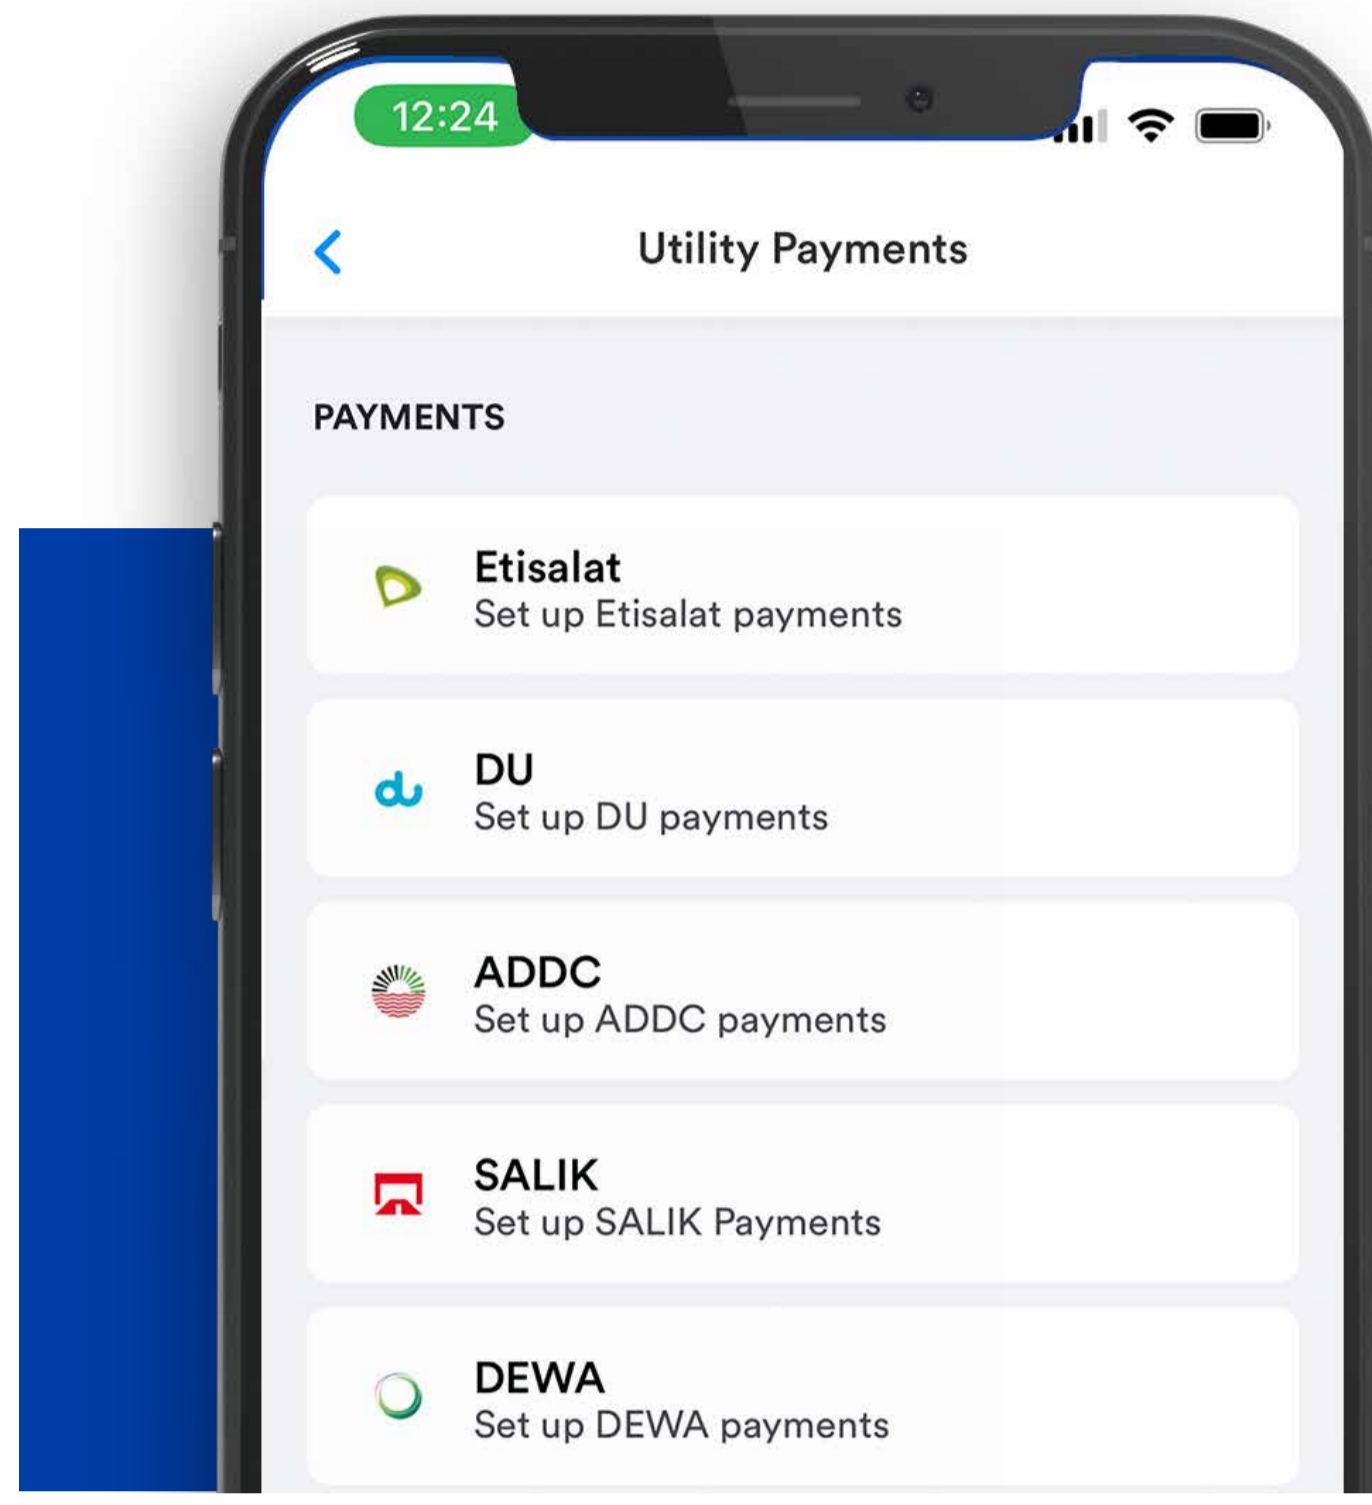 12:24
Utility Payments
PAYMENTS
Etisalat
Set up Etisalat payments
du
DU
Set up DU payments
ADDC
Set up ADDC payments
SALIK
Set up SALIK Payments
DEWA
Set up DEWA payments